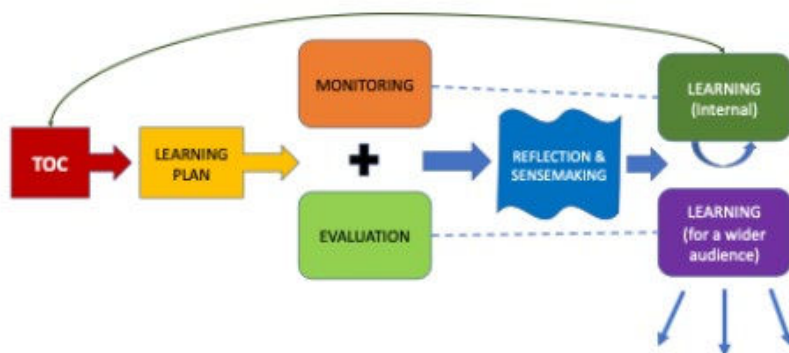 TOC
LEARNING
PLAN
MONITORING
+
EVALUATION
REFLECTION &
SENSEMAKING
LEARNING
(Internal)
LEARNING
(for a wider
audience)